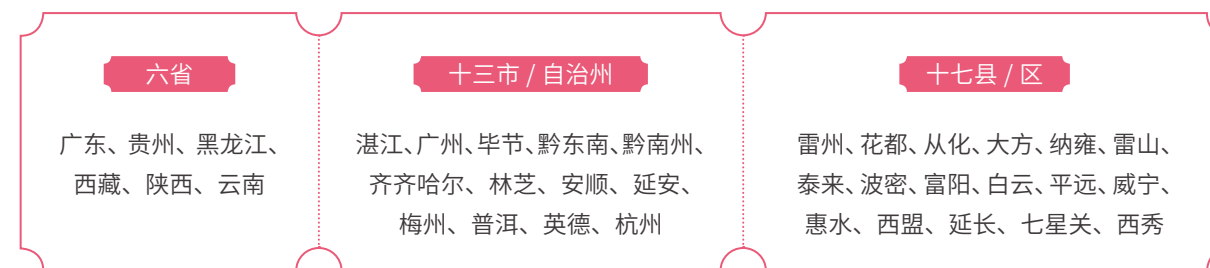 六省
广东、贵州、黑龙江、
西藏、陕西、云南
十三市 / 自治州
湛江、广州、毕节、黔东南、黔南州、
齐齐哈尔、林芝、安顺、延安、
梅州、普洱、英德、杭州
十七县 / 区
雷州、花都、从化、大方、纳雍、雷山、
泰来、波密、富阳、白云、平远、威宁、
惠水、西盟、延长、七星关、西秀